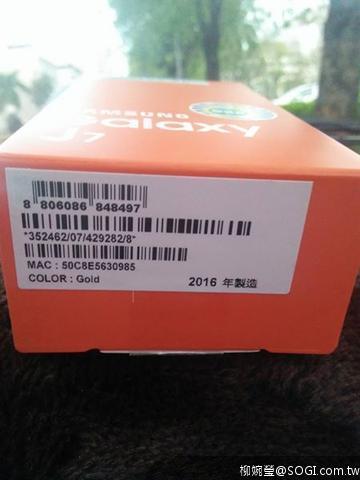 SAMSUNG
Galaxy
J7
8 806086 848497
*352462/07/429282/8*
MAC : 50C8E5630985
COLOR : Gold
2016 年製造
柳婉瑩@SOGI.com.tw